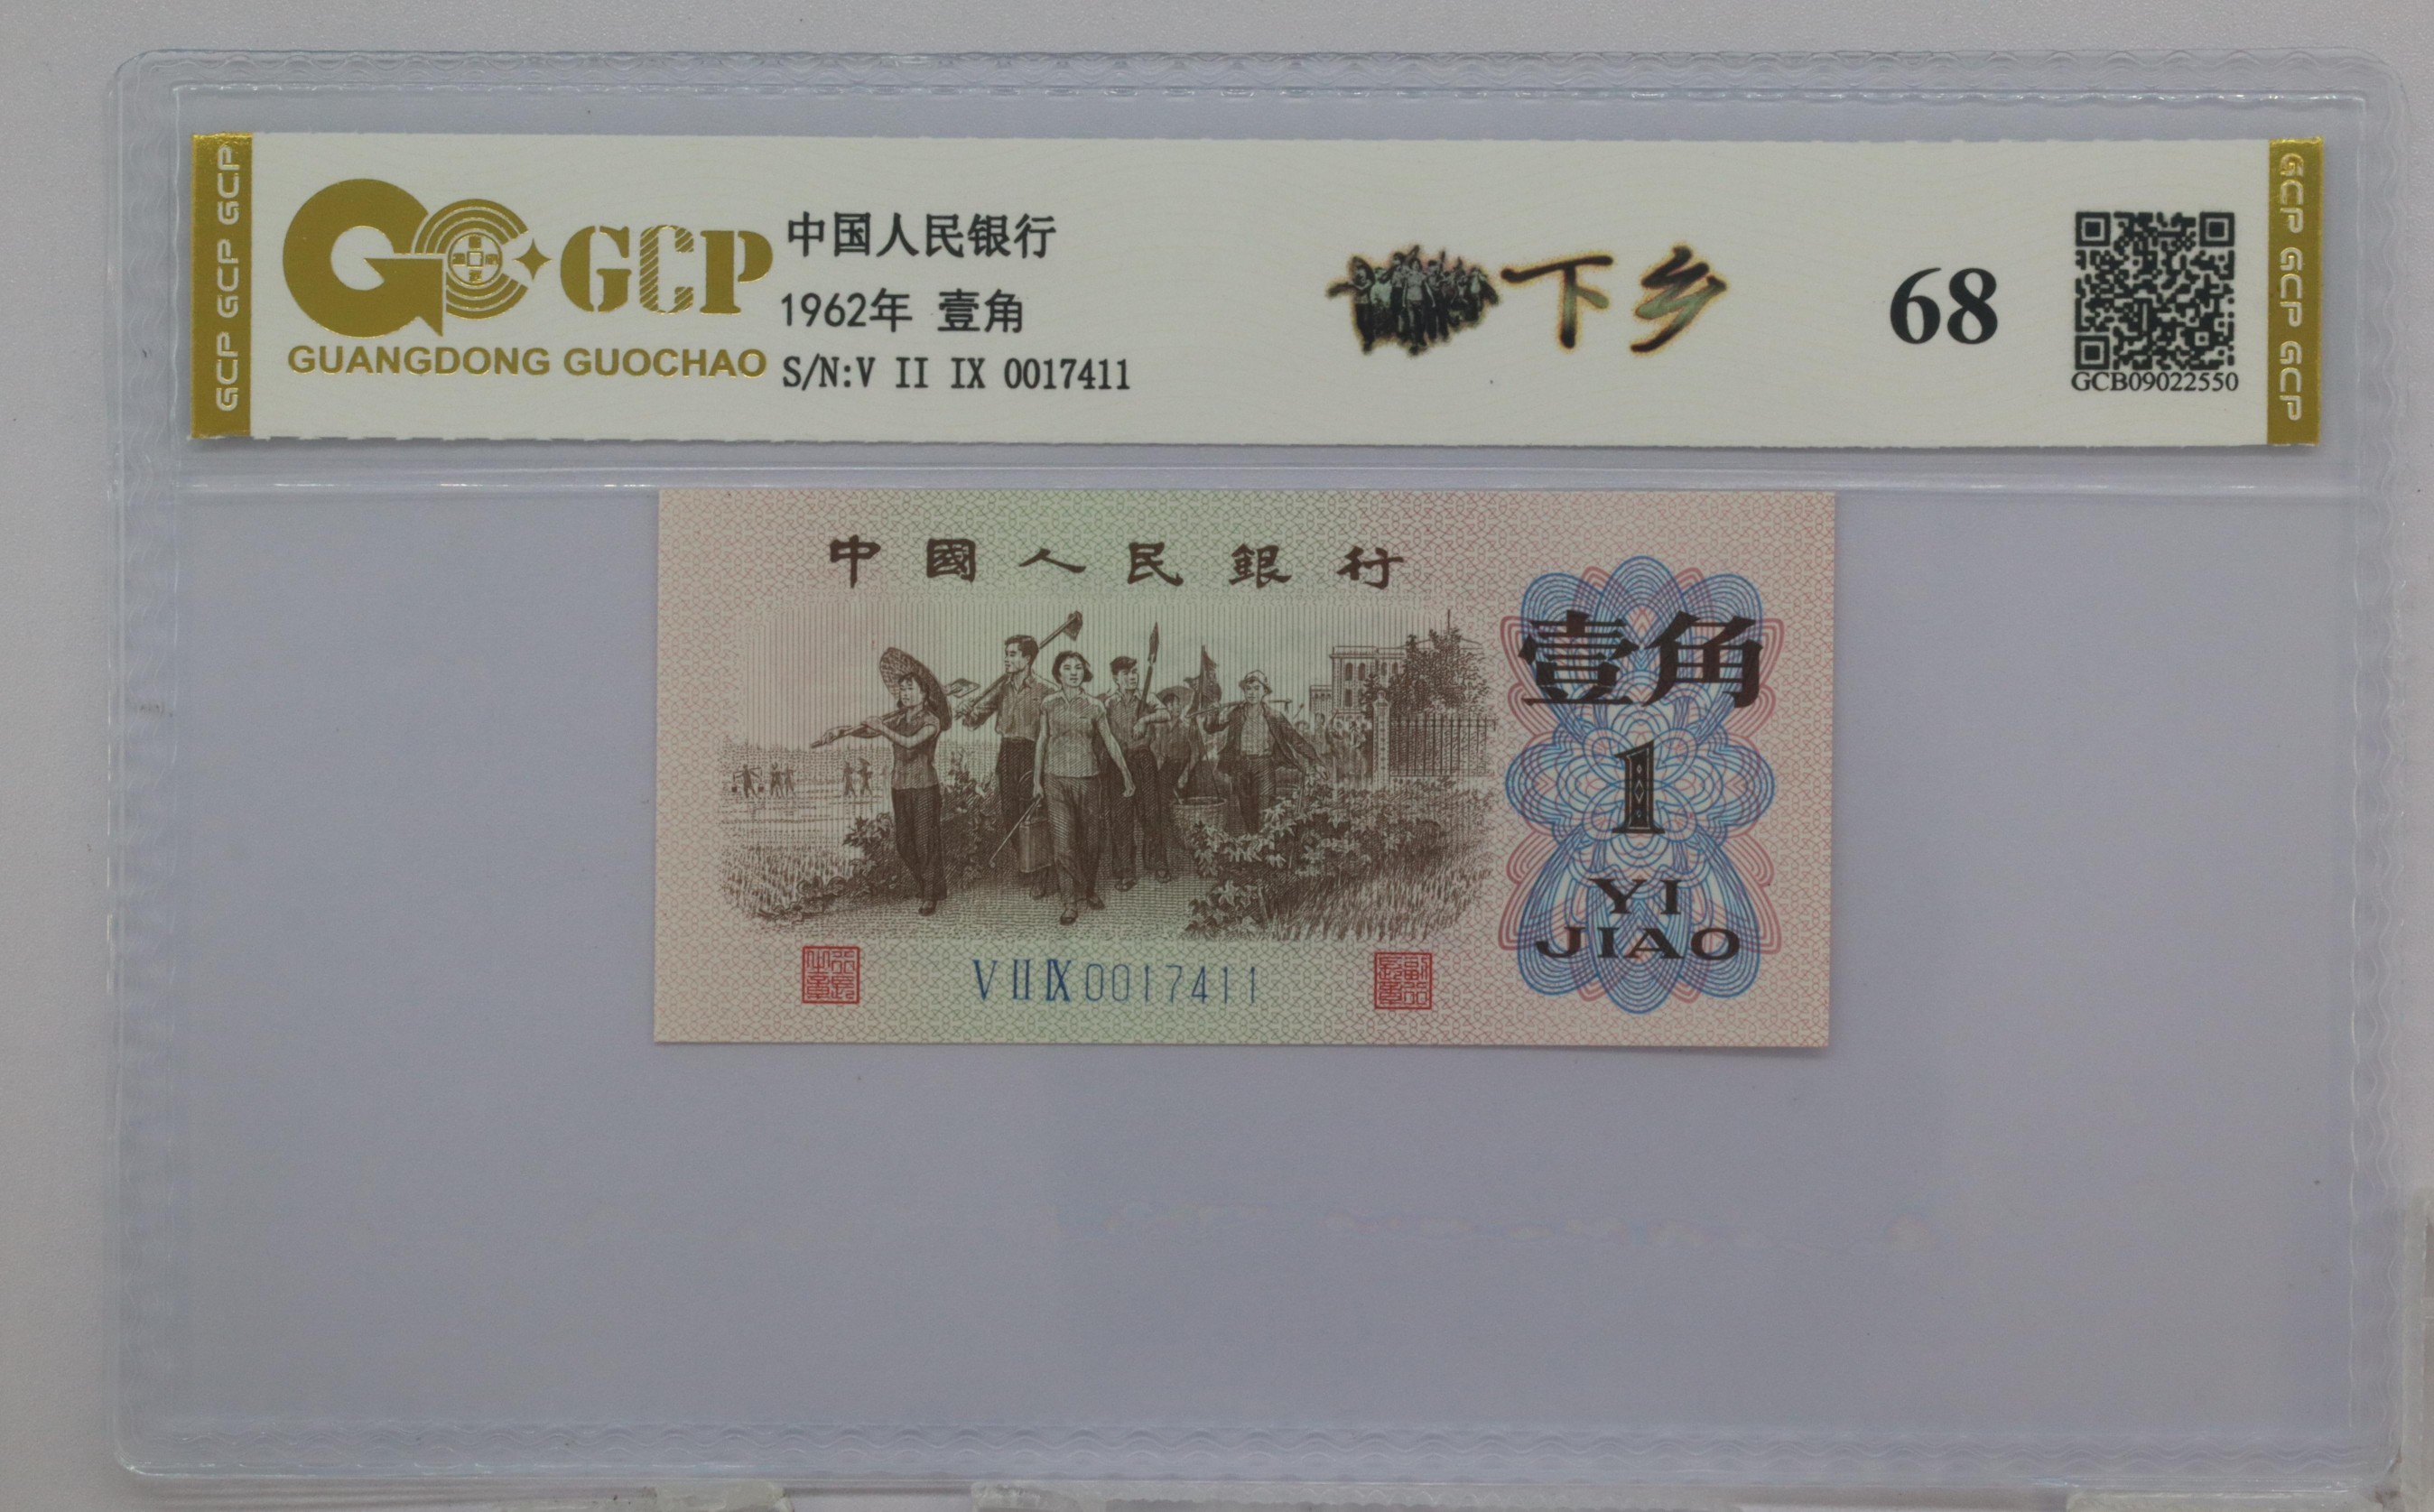 GCP GCP GCP
GCP
GUANGDONG GUOCHAO
中国人民银行
1962年 壹角
S/N:V II IX 0017411
下乡
68
GCB09022550
GCP GCP GCP
中國人民銀行
壹角
1
YI
JIAO
V II IX 0017411